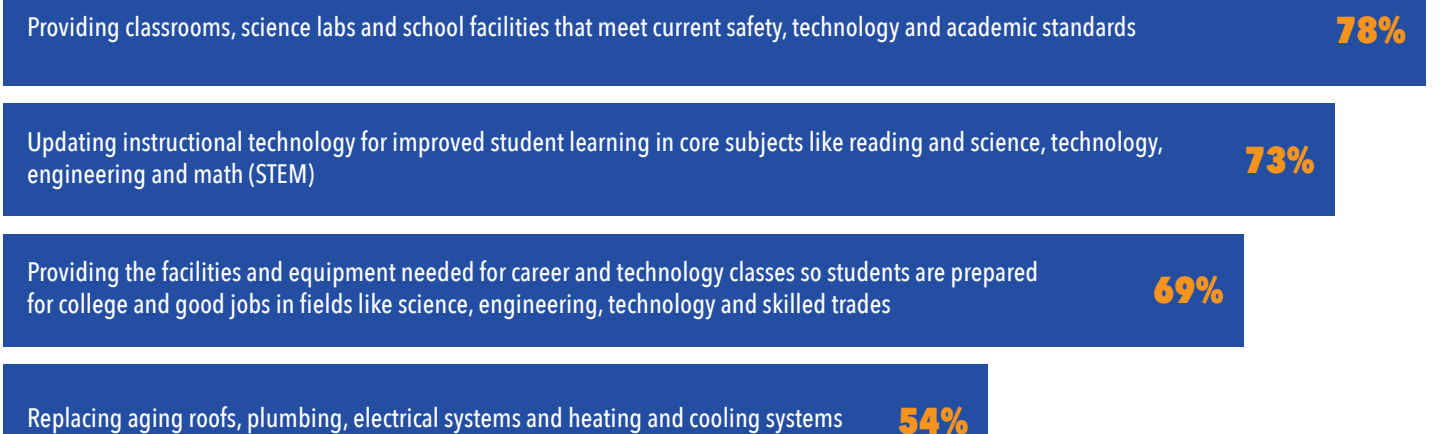 Providing classrooms, science labs and school facilities that meet current safety, technology and academic standards 78%
Updating instructional technology for improved student learning in core subjects like reading and science, technology,
engineering and math (STEM) 73%
Providing the facilities and equipment needed for career and technology classes so students are prepared
for college and good jobs in fields like science, engineering, technology and skilled trades 69%
Replacing aging roofs, plumbing, electrical systems and heating and cooling systems 54%